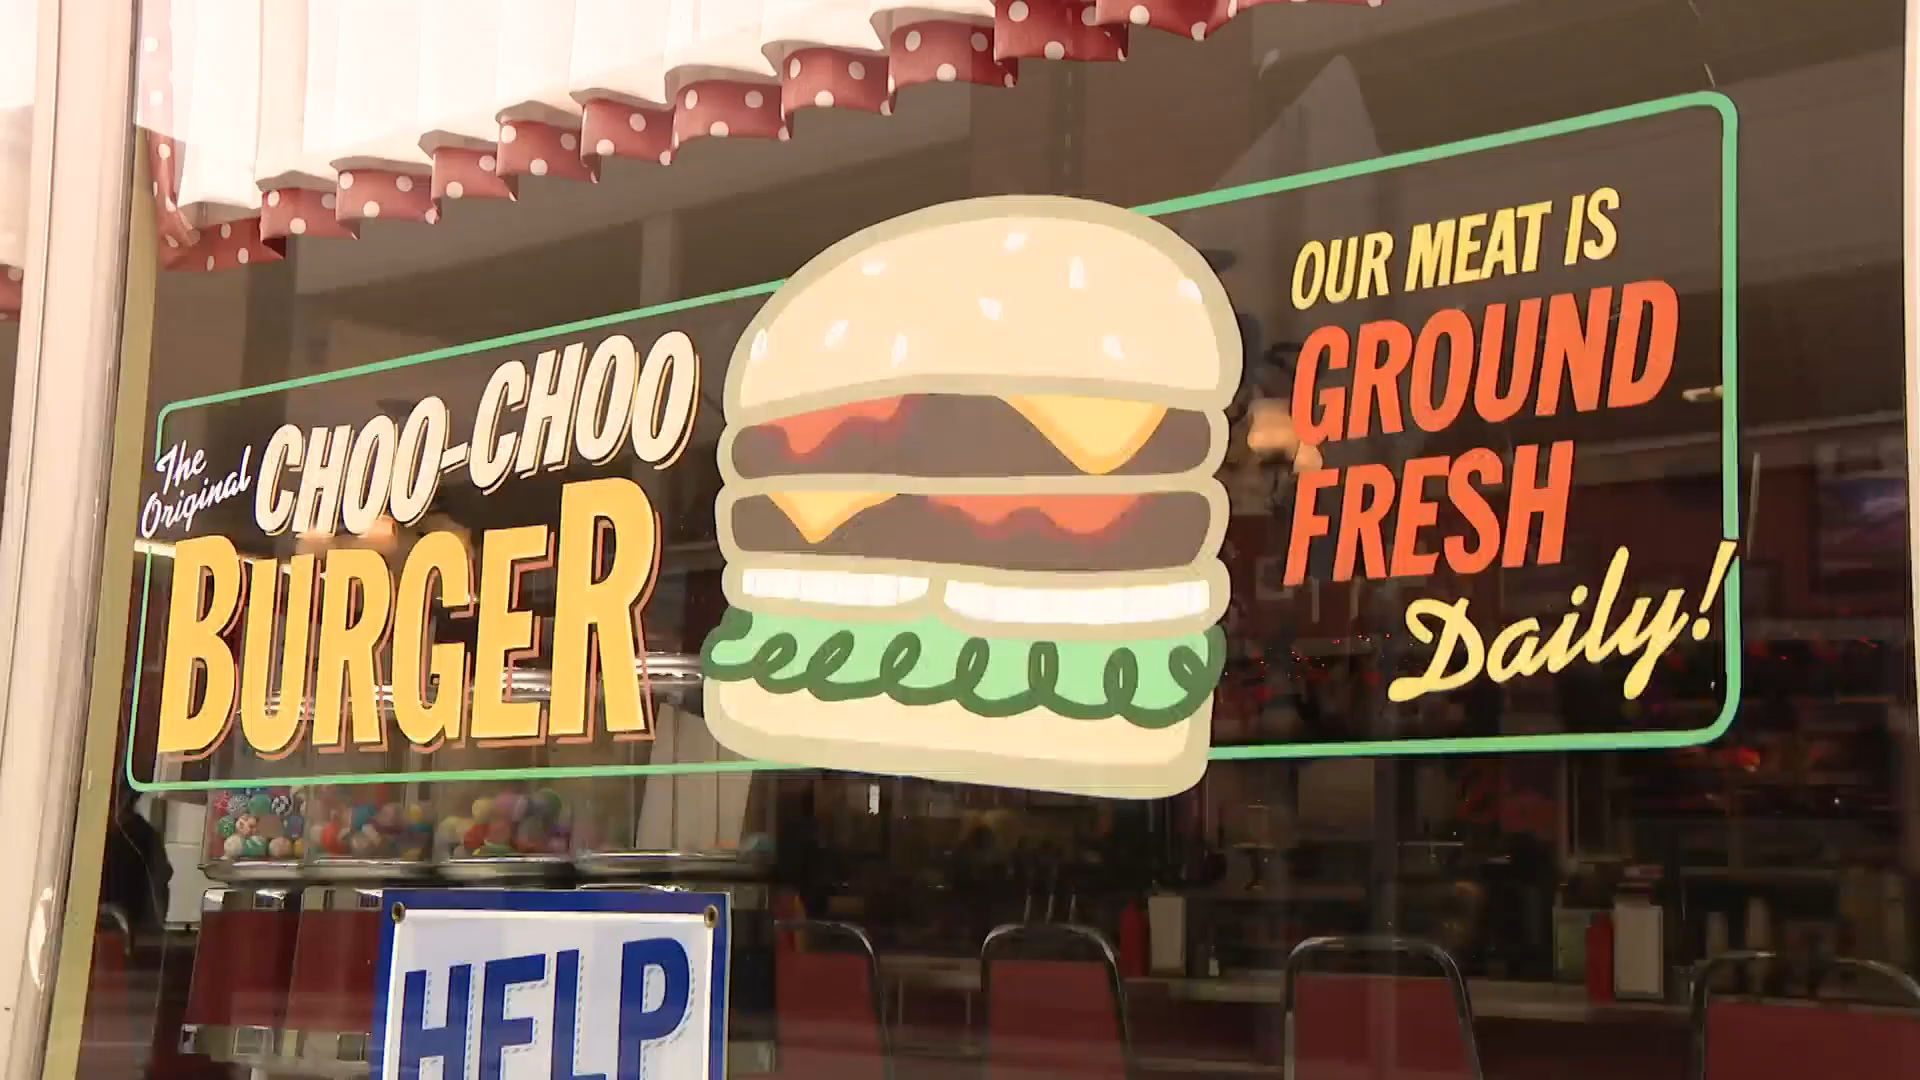 The
Original
CHOO-CHOO
BURGER
OUR MEAT IS
GROUND
FRESH
Daily!
HELP